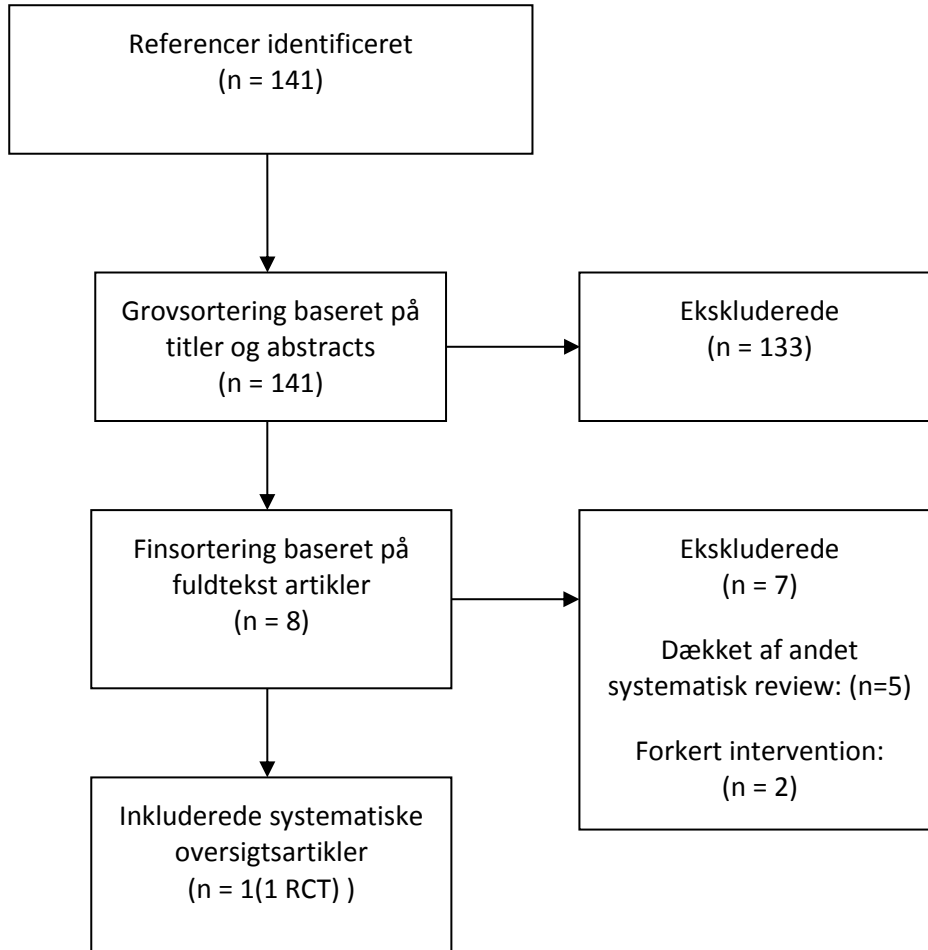 Referencer identificeret
(n = 141)
Grovsortering baseret på
titler og abstracts
(n = 141)
Ekskluderede
(n = 133)
Finsortering baseret på
fuldtekst artikler
(n = 8)
Ekskluderede
(n = 7)
Dækket af andet
systematisk review: (n=5)
Forkert intervention:
(n = 2)
Inkluderede systematiske
oversigtsartikler
(n = 1(1 RCT) )